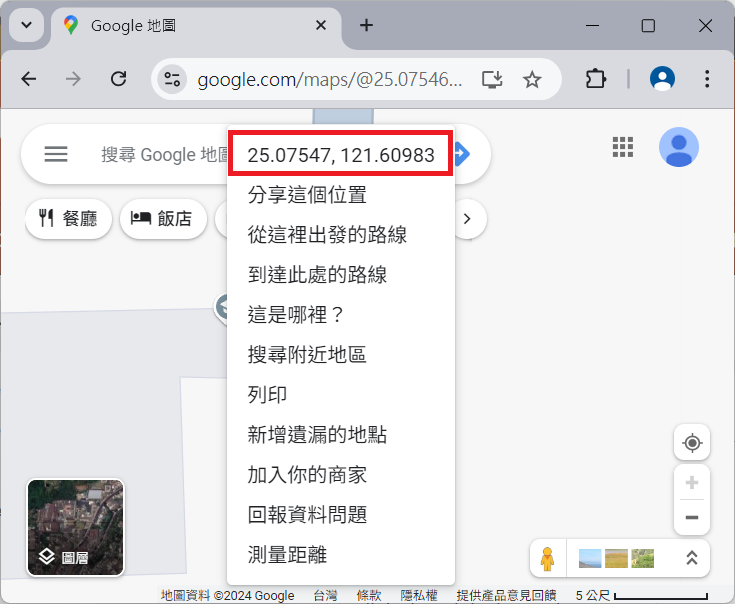 Google 地圖
google.com/maps/@25.07546...
搜尋 Google 地圖
25.07547, 121.60983
餐廳
飯店
分享這個位置
從這裡出發的路線
到達此處的路線
這是哪裡？
搜尋附近地區
列印
新增遺漏的地點
加入你的商家
回報資料問題
測量距離
圖層
地圖資料 ©2024 Google 台灣 條款 隱私權 提供產品意見回饋 5 公尺